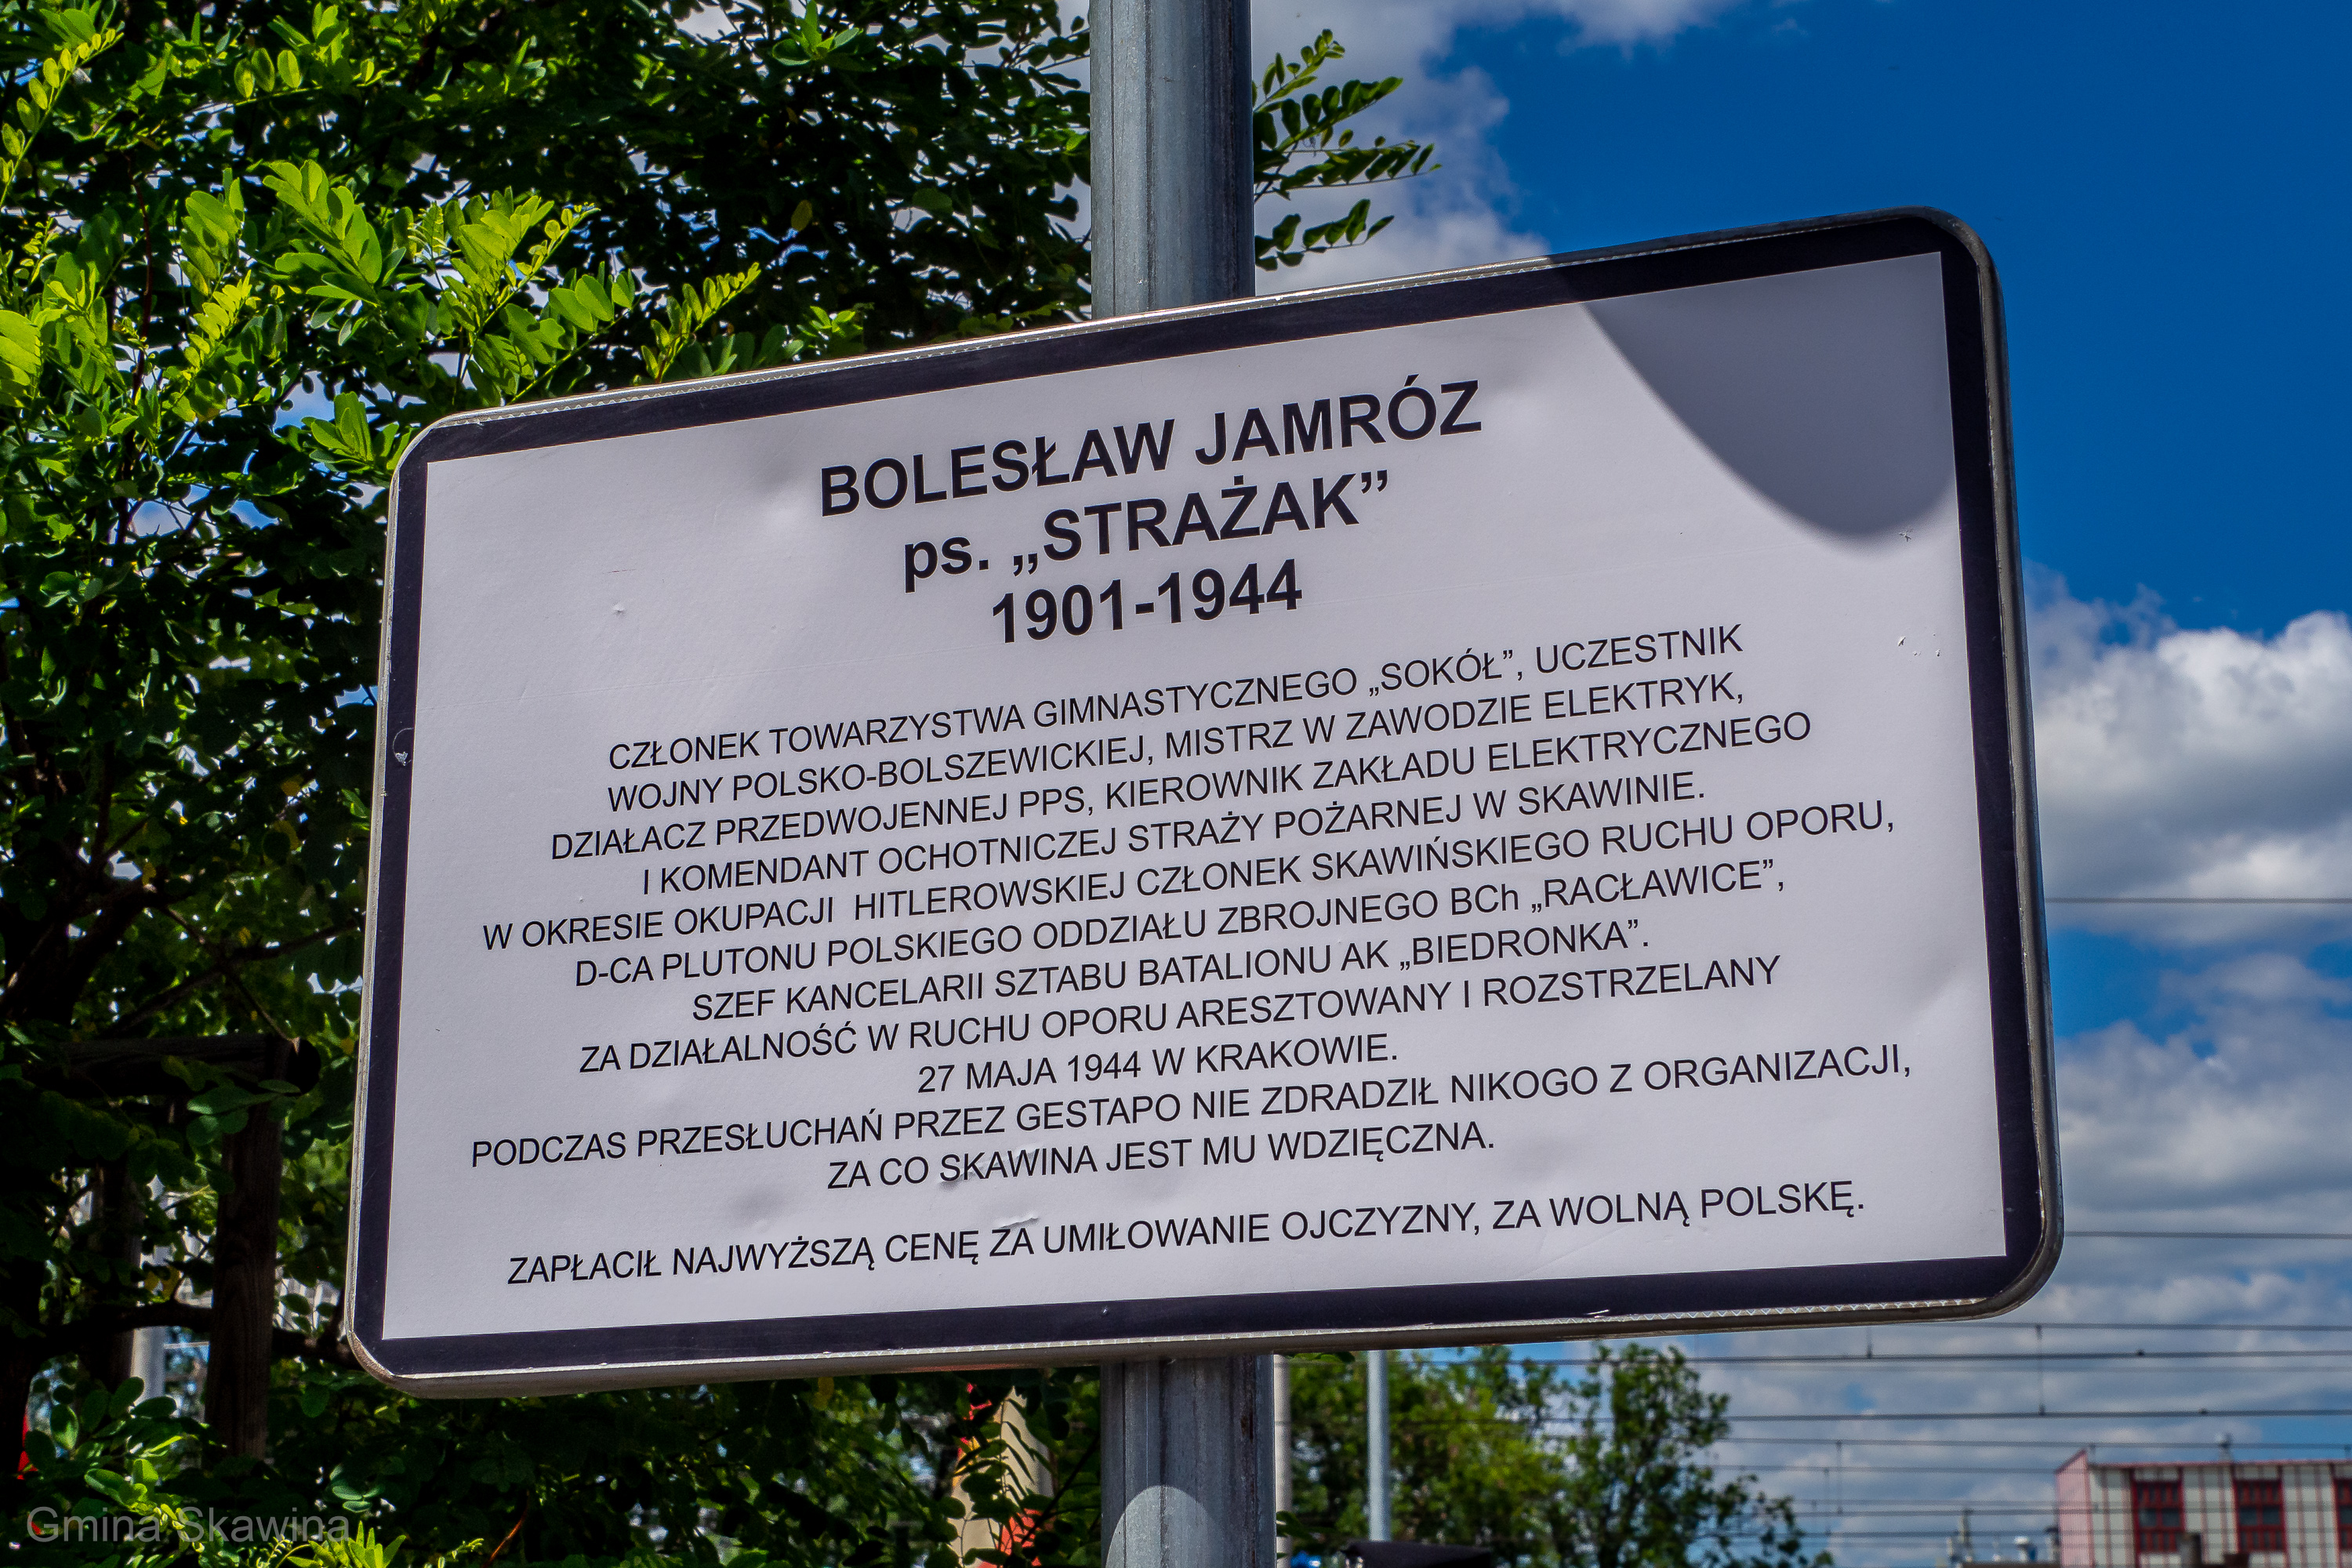 BOLESŁAW JAMRÓZ
ps. „STRAŻAK”
1901-1944
CZŁONEK TOWARZYSTWA GIMNASTYCZNEGO „SOKÓŁ”, UCZESTNIK
WOJNY POLSKO-BOLSZEWICKIEJ, MISTRZ W ZAWODZIE ELEKTRYK,
DZIAŁACZ PRZEDWOJENNEJ PPS, KIEROWNIK ZAKŁADU ELEKTRYCZNEGO
I KOMENDANT OCHOTNICZEJ STRAŻY POŻARNEJ W SKAWINIE.
W OKRESIE OKUPACJI HITLEROWSKIEJ CZŁONEK SKAWIŃSKIEGO RUCHU OPORU,
D-CA PLUTONU POLSKIEGO ODDZIAŁU ZBROJNEGO BCh „RACŁAWICE”,
SZEF KANCELARII SZTABU BATALIONU AK „BIEDRONKA”.
ZA DZIAŁALNOŚĆ W RUCHU OPORU ARESZTOWANY I ROZSTRZELANY
27 MAJA 1944 W KRAKOWIE.
PODCZAS PRZESŁUCHAŃ PRZEZ GESTAPO NIE ZDRADZIŁ NIKOGO Z ORGANIZACJI,
ZA CO SKAWINA JEST MU WDZIĘCZNA.
ZAPŁACIŁ NAJWYŻSZĄ CENĘ ZA UMIŁOWANIE OJCZYZNY, ZA WOLNĄ POLSKĘ.
Gmina Skawina